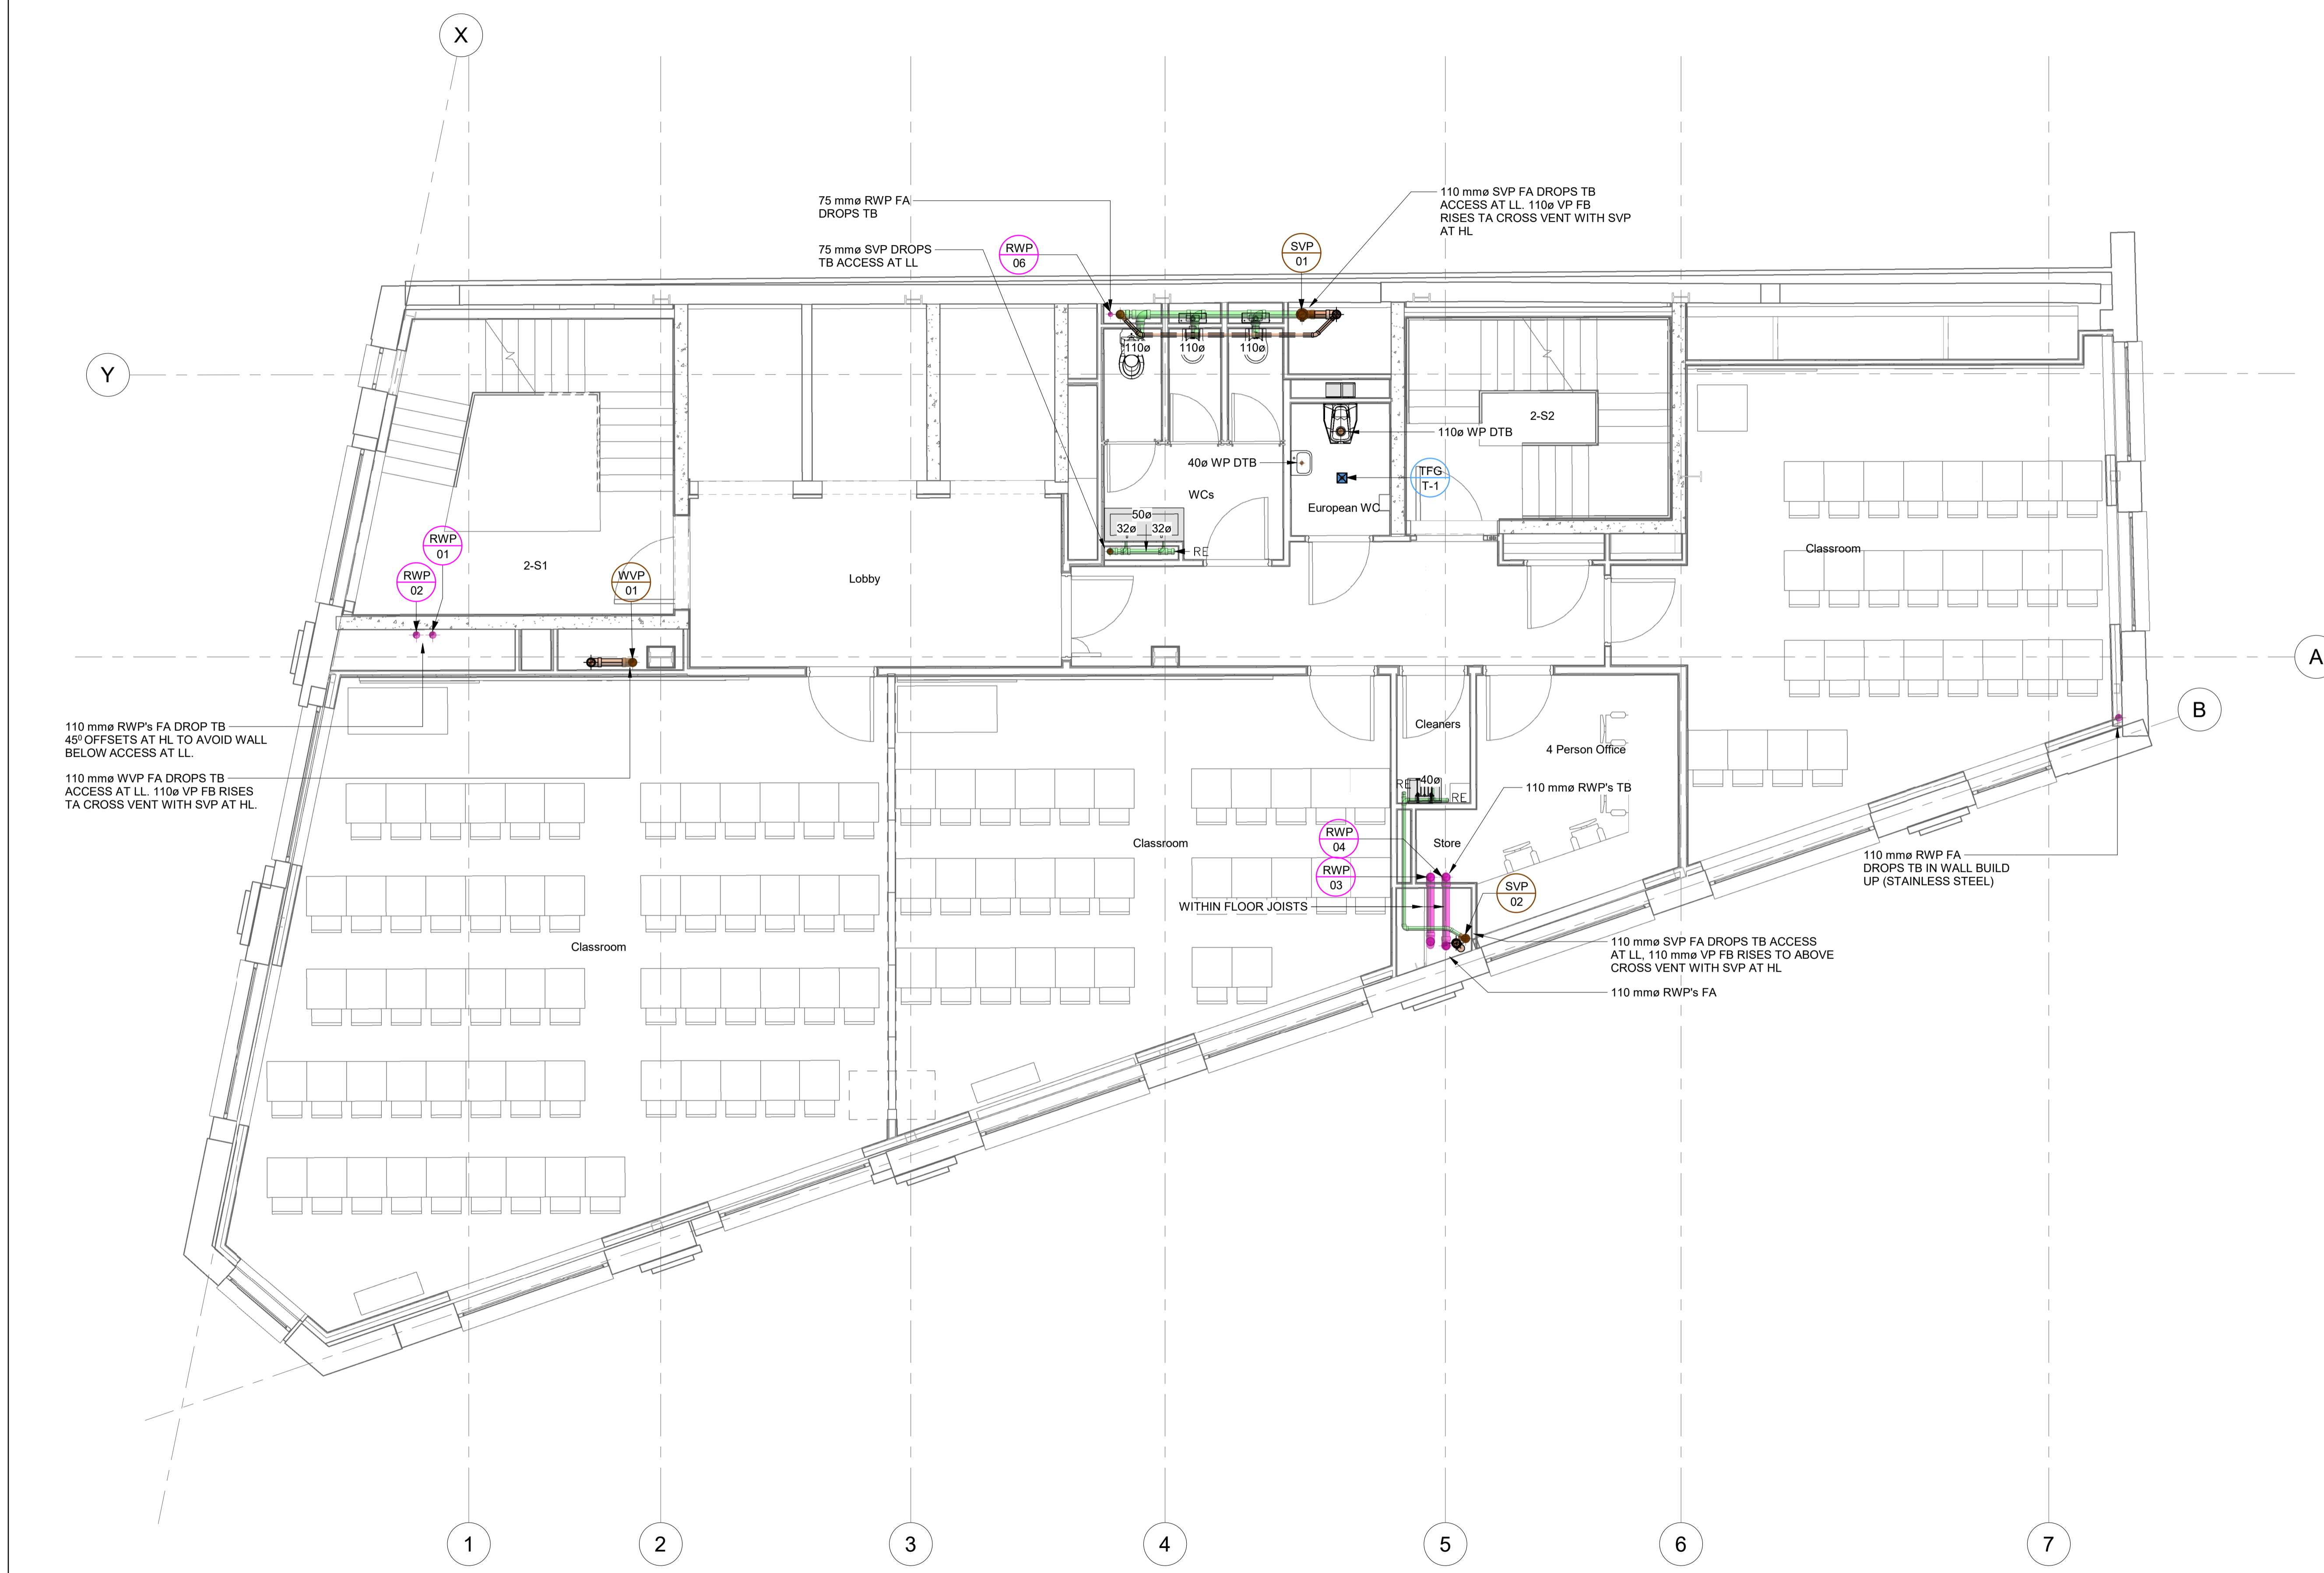 X
75 mmø RWP FA
DROPS TB
110 mmø SVP FA DROPS TB
ACCESS AT LL. 110ø VP FB
RISES TA CROSS VENT WITH SVP
AT HL
75 mmø SVP DROPS
TB ACCESS AT LL
RWP
06
SVP
01
Y
110ø
110ø
110ø
2-S2
110ø WP DTB
40ø WP DTB
TFG
T-1
WCs
European WC
50ø
32ø
32ø
RE
RWP
01
RWP
02
2-S1
WVP
01
Lobby
Classroom
A
B
110 mmø RWP's FA DROP TB
45⁰ OFFSETS AT HL TO AVOID WALL
BELOW ACCESS AT LL.
110 mmø WVP FA DROPS TB
ACCESS AT LL. 110ø VP FB RISES
TA CROSS VENT WITH SVP AT HL.
Cleaners
4 Person Office
RE
40ø
RE
110 mmø RWP's TB
RWP
04
Classroom
Store
RWP
03
SVP
02
110 mmø RWP FA
DROPS TB IN WALL BUILD
UP (STAINLESS STEEL)
WITHIN FLOOR JOISTS
Classroom
110 mmø SVP FA DROPS TB ACCESS
AT LL, 110 mmø VP FB RISES TO ABOVE
CROSS VENT WITH SVP AT HL
110 mmø RWP's FA
1
2
3
4
5
6
7